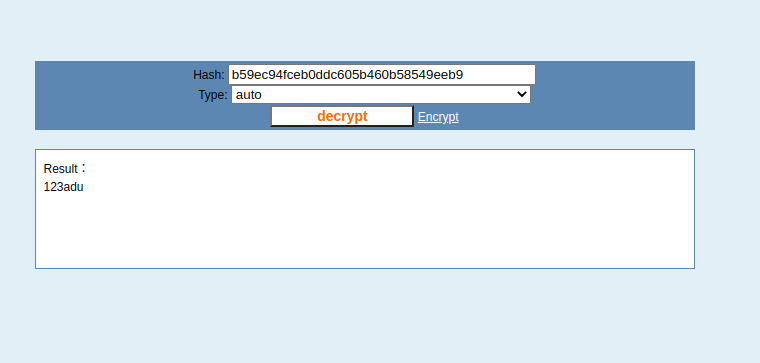 Hash: b59ec94fceb0ddc605b460b58549eeb9
Type: auto
decrypt Encrypt
Result：
123adu